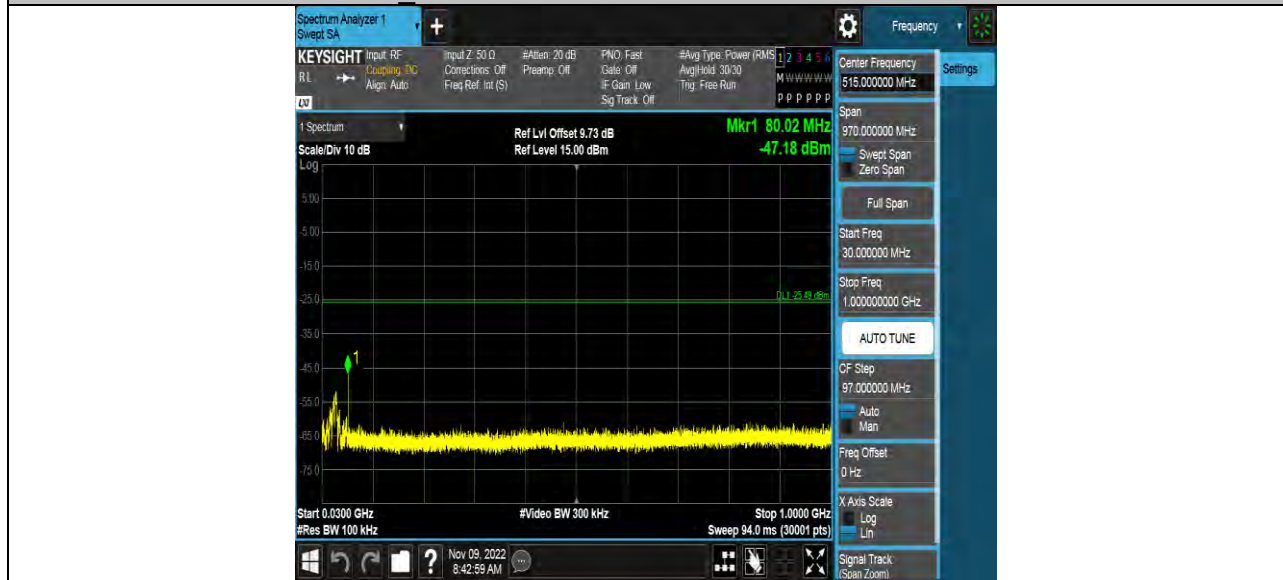 Spectrum Analyzer 1
Swept SA
+
Frequency
KEYSIGHT
Input: RF
Coupling: DC
Align: Auto
RL
LXI
Input Z: 50 Ω
Corrections: Off
Freq Ref: Int (S)
#Atten: 20 dB
Preamp: Off
PNO: Fast
Gate: Off
IF Gain: Low
Sig Track: Off
#Avg Type: Power (RMS
Avg|Hold: 30/30
Trig: Free Run
1 2 3 4 5 6
M W W W W W
P P P P P P
1 Spectrum
Scale/Div 10 dB
Log
Ref Lvl Offset 9.73 dB
Ref Level 15.00 dBm
Mkr1 80.02 MHz
-47.18 dBm
5.00
-5.00
-15.0
-25.0
DL1 -25.49 dBm
-35.0
-45.0
1
-55.0
-65.0
-75.0
Start 0.0300 GHz
#Res BW 100 kHz
#Video BW 300 kHz
Stop 1.0000 GHz
Sweep 94.0 ms (30001 pts)
?
Nov 09, 2022
8:42:59 AM
Center Frequency
515.000000 MHz
Settings
Span
970.000000 MHz
Swept Span
Zero Span
Full Span
Start Freq
30.000000 MHz
Stop Freq
1.000000000 GHz
AUTO TUNE
CF Step
97.000000 MHz
Auto
Man
Freq Offset
0 Hz
X Axis Scale
Log
Lin
Signal Track
(Span Zoom)